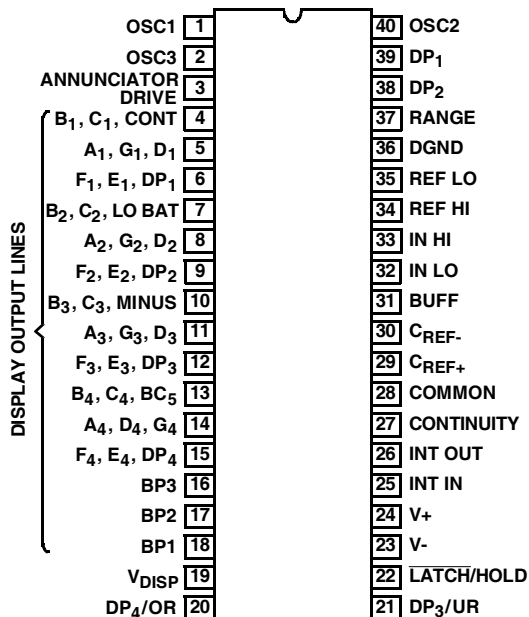 OSC1 1 40 OSC2
OSC3 2 39 DP1
ANNUNCIATOR
DRIVE 3 38 DP2
B1, C1, CONT 4 37 RANGE
A1, G1, D1 5 36 DGND
F1, E1, DP1 6 35 REF LO
B2, C2, LO BAT 7 34 REF HI
A2, G2, D2 8 33 IN HI
F2, E2, DP2 9 32 IN LO
B3, C3, MINUS 10 31 BUFF
A3, G3, D3 11 30 CREF-
F3, E3, DP3 12 29 CREF+
B4, C4, BC5 13 28 COMMON
A4, D4, G4 14 27 CONTINUITY
F4, E4, DP4 15 26 INT OUT
BP3 16 25 INT IN
BP2 17 24 V+
BP1 18 23 V-
VDISP 19 22 LATCH/HOLD
DP4/OR 20 21 DP3/UR
DISPLAY OUTPUT LINES